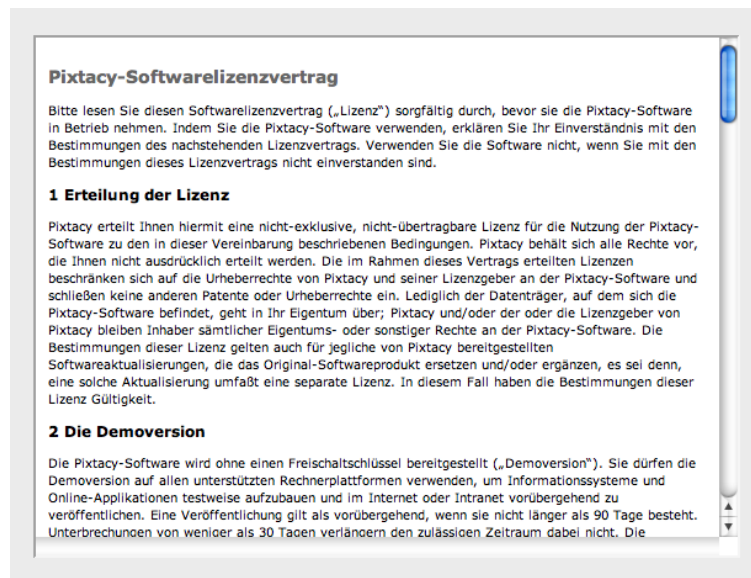 Pixtacy-Softwarelizenzvertrag
Bitte lesen Sie diesen Softwarelizenzvertrag („Lizenz“) sorgfältig durch, bevor sie die Pixtacy-Software
in Betrieb nehmen. Indem Sie die Pixtacy-Software verwenden, erklären Sie Ihr Einverständnis mit den
Bestimmungen des nachstehenden Lizenzvertrags. Verwenden Sie die Software nicht, wenn Sie mit den
Bestimmungen dieses Lizenzvertrags nicht einverstanden sind.
1 Erteilung der Lizenz
Pixtacy erteilt Ihnen hiermit eine nicht-exklusive, nicht-übertragbare Lizenz für die Nutzung der Pixtacy-
Software zu den in dieser Vereinbarung beschriebenen Bedingungen. Pixtacy behält sich alle Rechte vor,
die Ihnen nicht ausdrücklich erteilt werden. Die im Rahmen dieses Vertrags erteilten Lizenzen
beschränken sich auf die Urheberrechte von Pixtacy und seiner Lizenzgeber an der Pixtacy-Software und
schließen keine anderen Patente oder Urheberrechte ein. Lediglich der Datenträger, auf dem sich die
Pixtacy-Software befindet, geht in Ihr Eigentum über; Pixtacy und/oder der oder die Lizenzgeber von
Pixtacy bleiben Inhaber sämtlicher Eigentums- oder sonstiger Rechte an der Pixtacy-Software. Die
Bestimmungen dieser Lizenz gelten auch für jegliche von Pixtacy bereitgestellten
Softwareaktualisierungen, die das Original-Softwareprodukt ersetzen und/oder ergänzen, es sei denn,
eine solche Aktualisierung umfaßt eine separate Lizenz. In diesem Fall haben die Bestimmungen dieser
Lizenz Gültigkeit.
2 Die Demoversion
Die Pixtacy-Software wird ohne einen Freischaltschlüssel bereitgestellt („Demoversion“). Sie dürfen die
Demoversion auf allen unterstützten Rechnerplattformen verwenden, um Informationssysteme und
Online-Applikationen testweise aufzubauen und im Internet oder Intranet vorübergehend zu
veröffentlichen. Eine Veröffentlichung gilt als vorübergehend, wenn sie nicht länger als 90 Tage besteht.
Unterbrechungen von weniger als 30 Tagen verlängern den zulässigen Zeitraum dabei nicht. Die